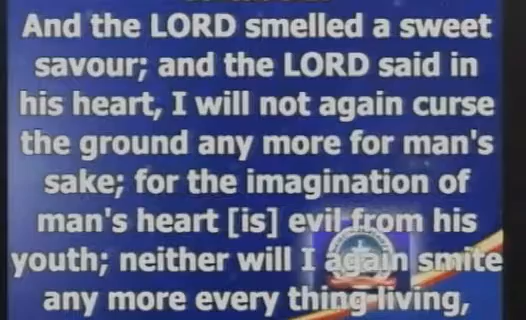 And the LORD smelled a sweet
savour; and the LORD said in
his heart, I will not again curse
the ground any more for man's
sake; for the imagination of
man's heart [is] evil from his
youth; neither will I again smite
any more every thing living,